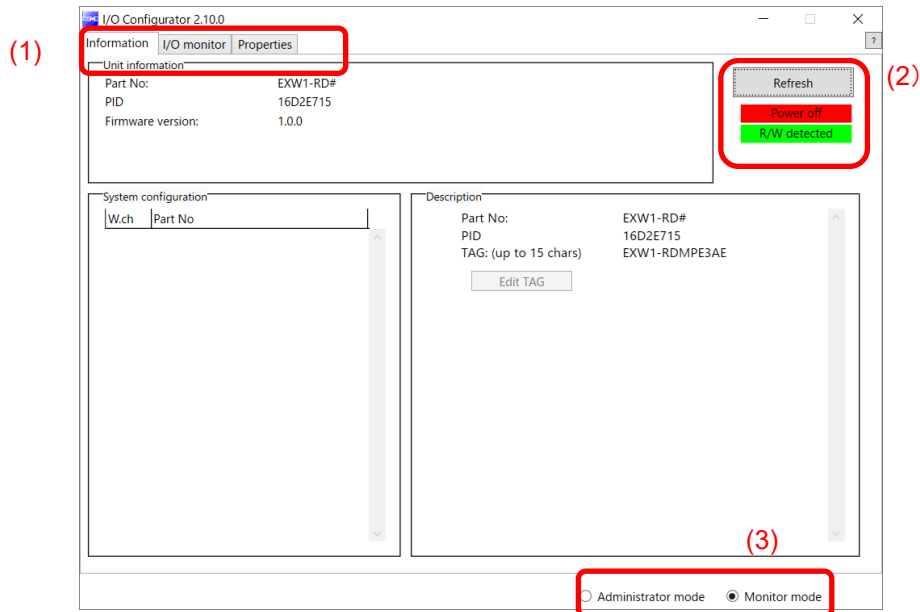 SMC I/O Configurator 2.10.0
(1)
Information I/O monitor Properties
?
Unit information
Part No: EXW1-RD#
PID 16D2E715
Firmware version: 1.0.0
(2)
Refresh
Power off
R/W detected
System configuration
W.ch Part No
Description
Part No: EXW1-RD#
PID 16D2E715
TAG: (up to 15 chars) EXW1-RDMPE3AE
Edit TAG
(3)
Administrator mode Monitor mode